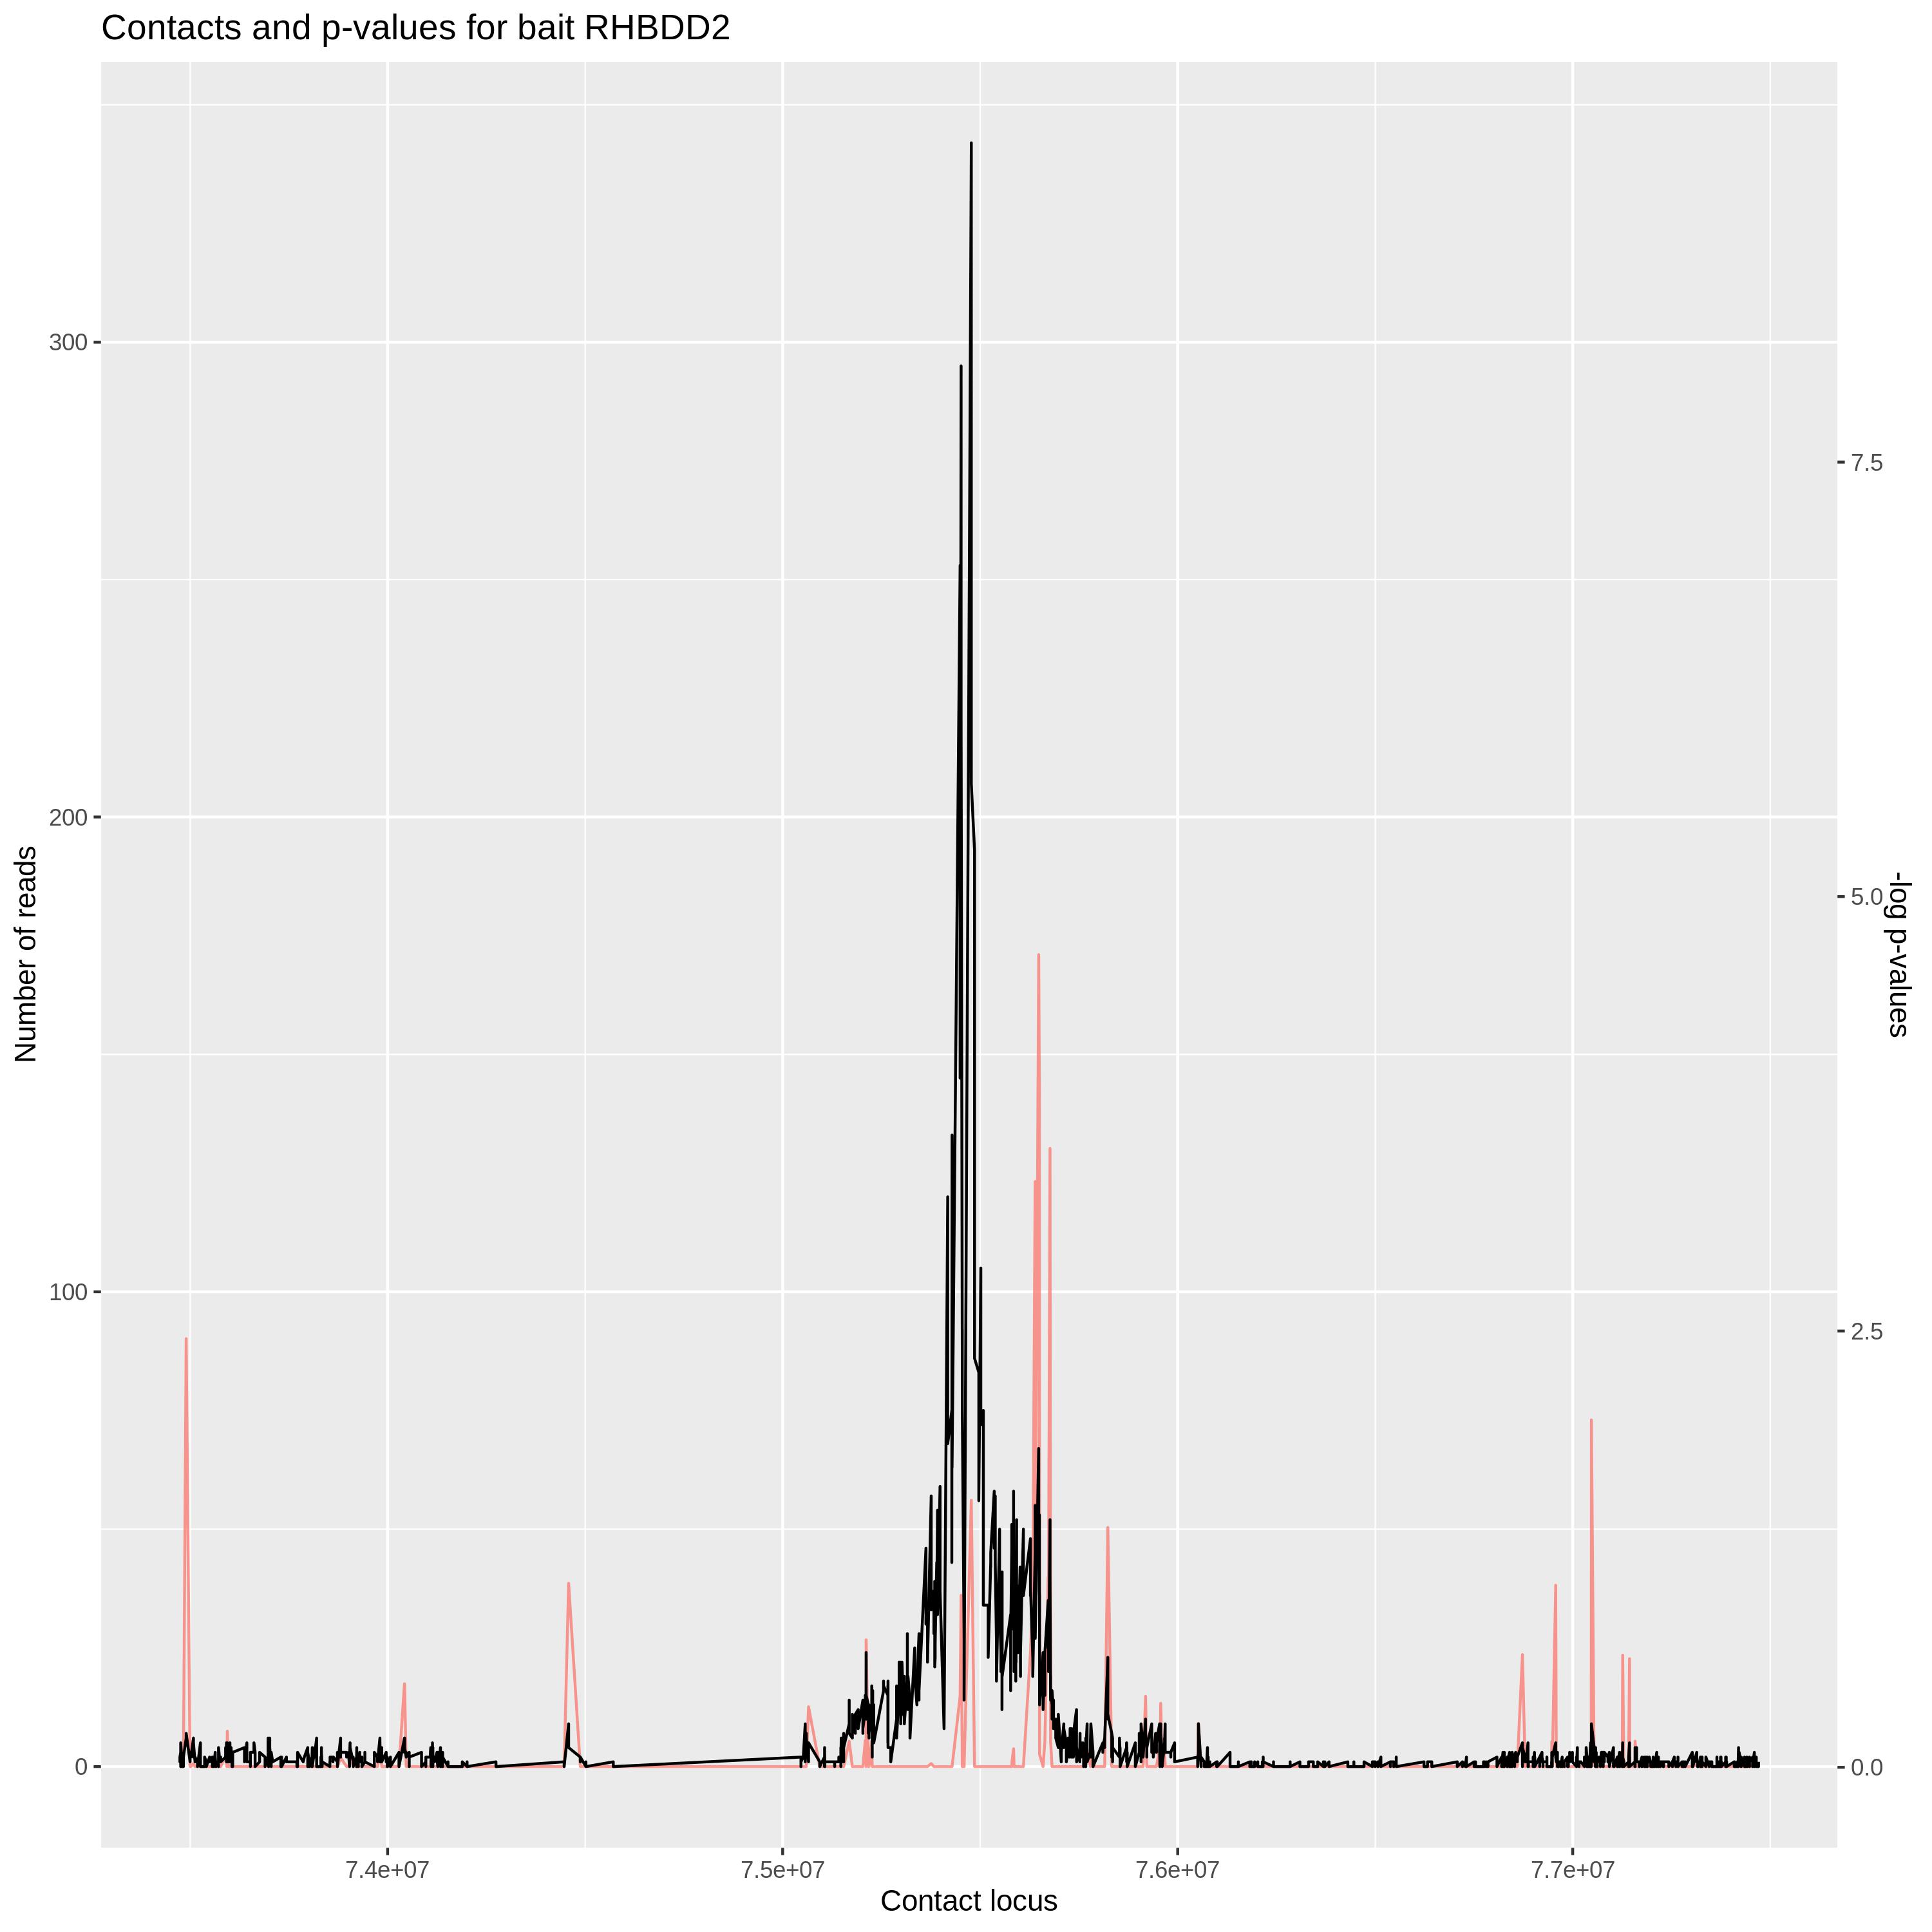 Contacts and p-values for bait RHBDD2
300
200
100
0
Number of reads
7.5
5.0
2.5
0.0
-log p-values
7.4e+07
7.5e+07
7.6e+07
7.7e+07
Contact locus